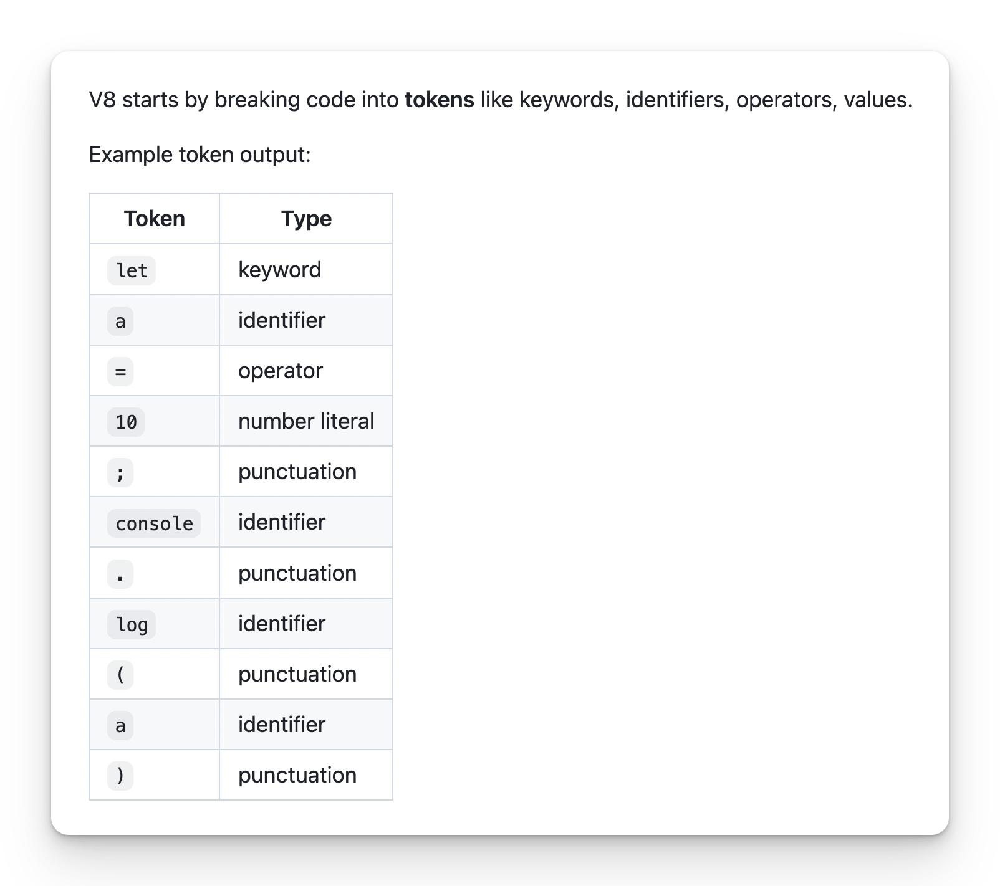 V8 starts by breaking code into tokens like keywords, identifiers, operators, values.
Example token output:
Token Type
let keyword
a identifier
= operator
10 number literal
; punctuation
console identifier
. punctuation
log identifier
( punctuation
a identifier
) punctuation